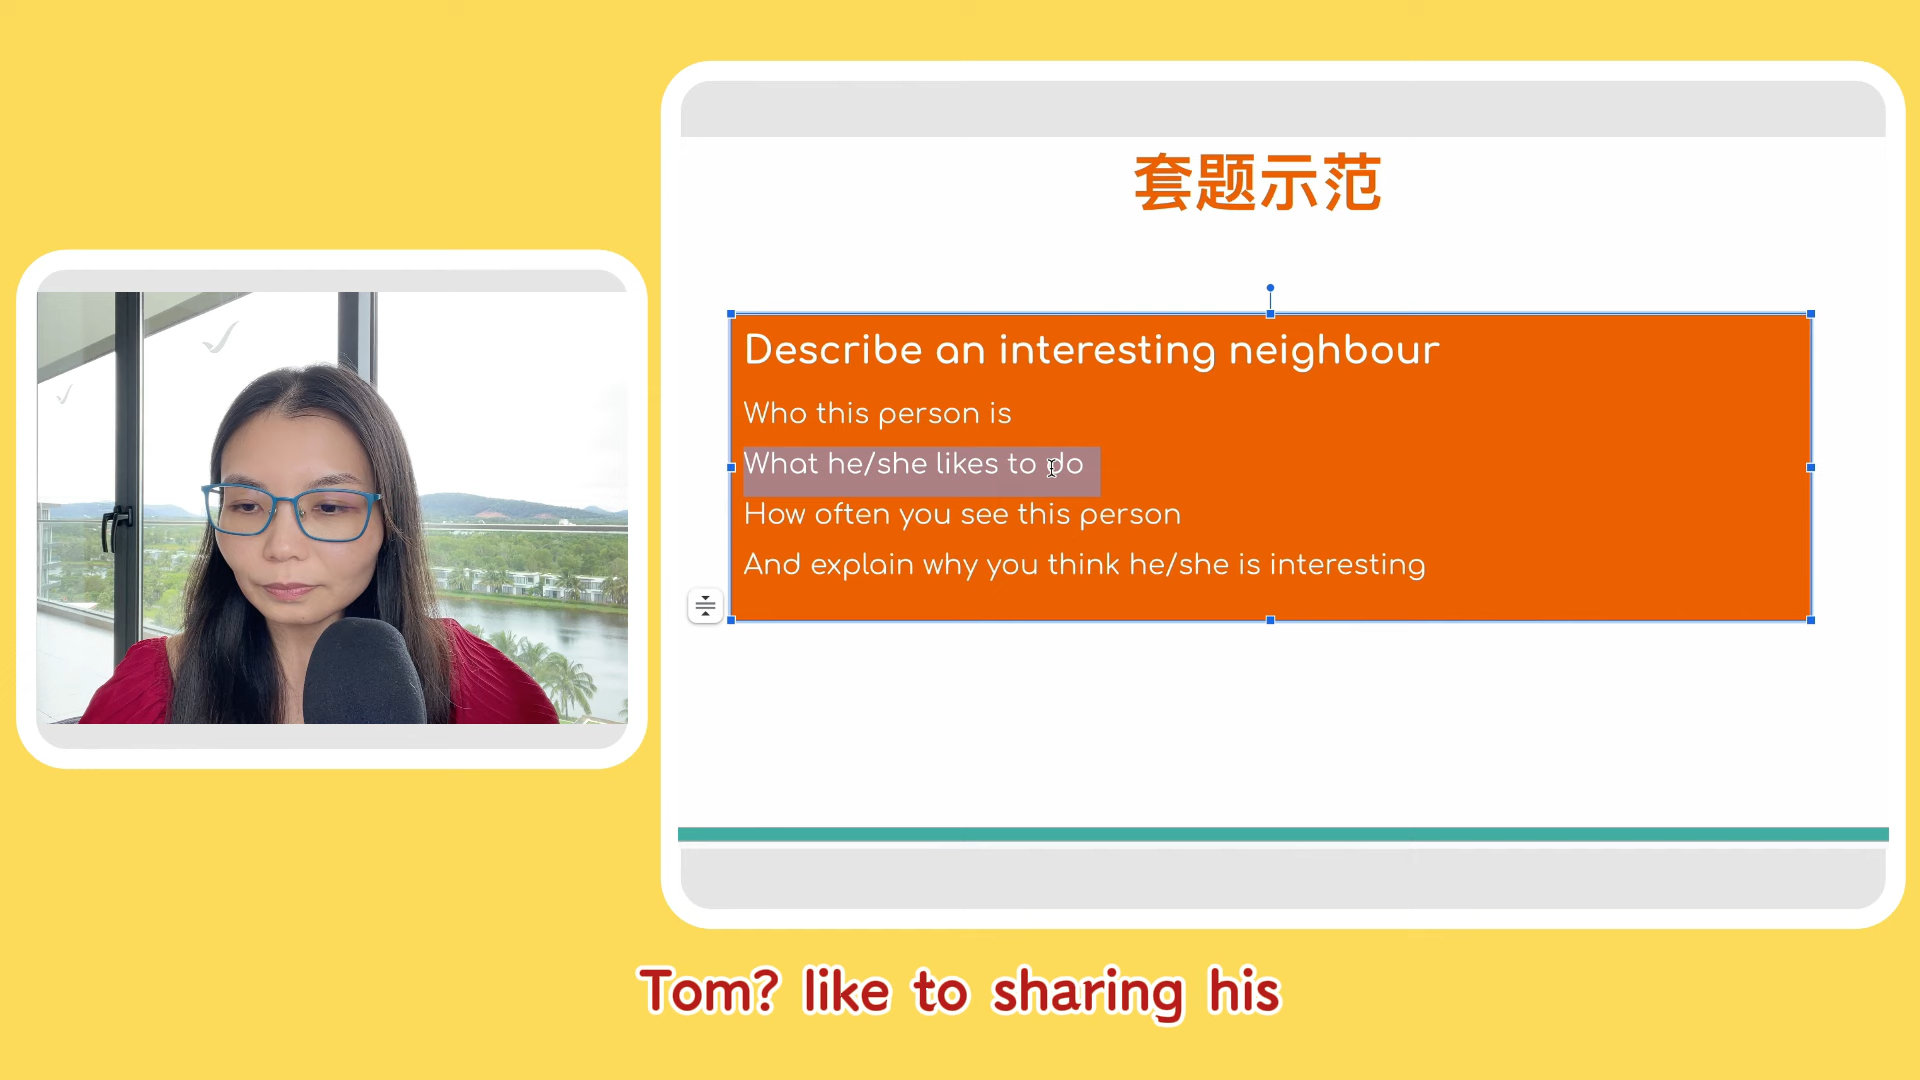 套题示范
Describe an interesting neighbour
Who this person is
What he/she likes to do
How often you see this person
And explain why you think he/she is interesting
Tom? like to sharing his